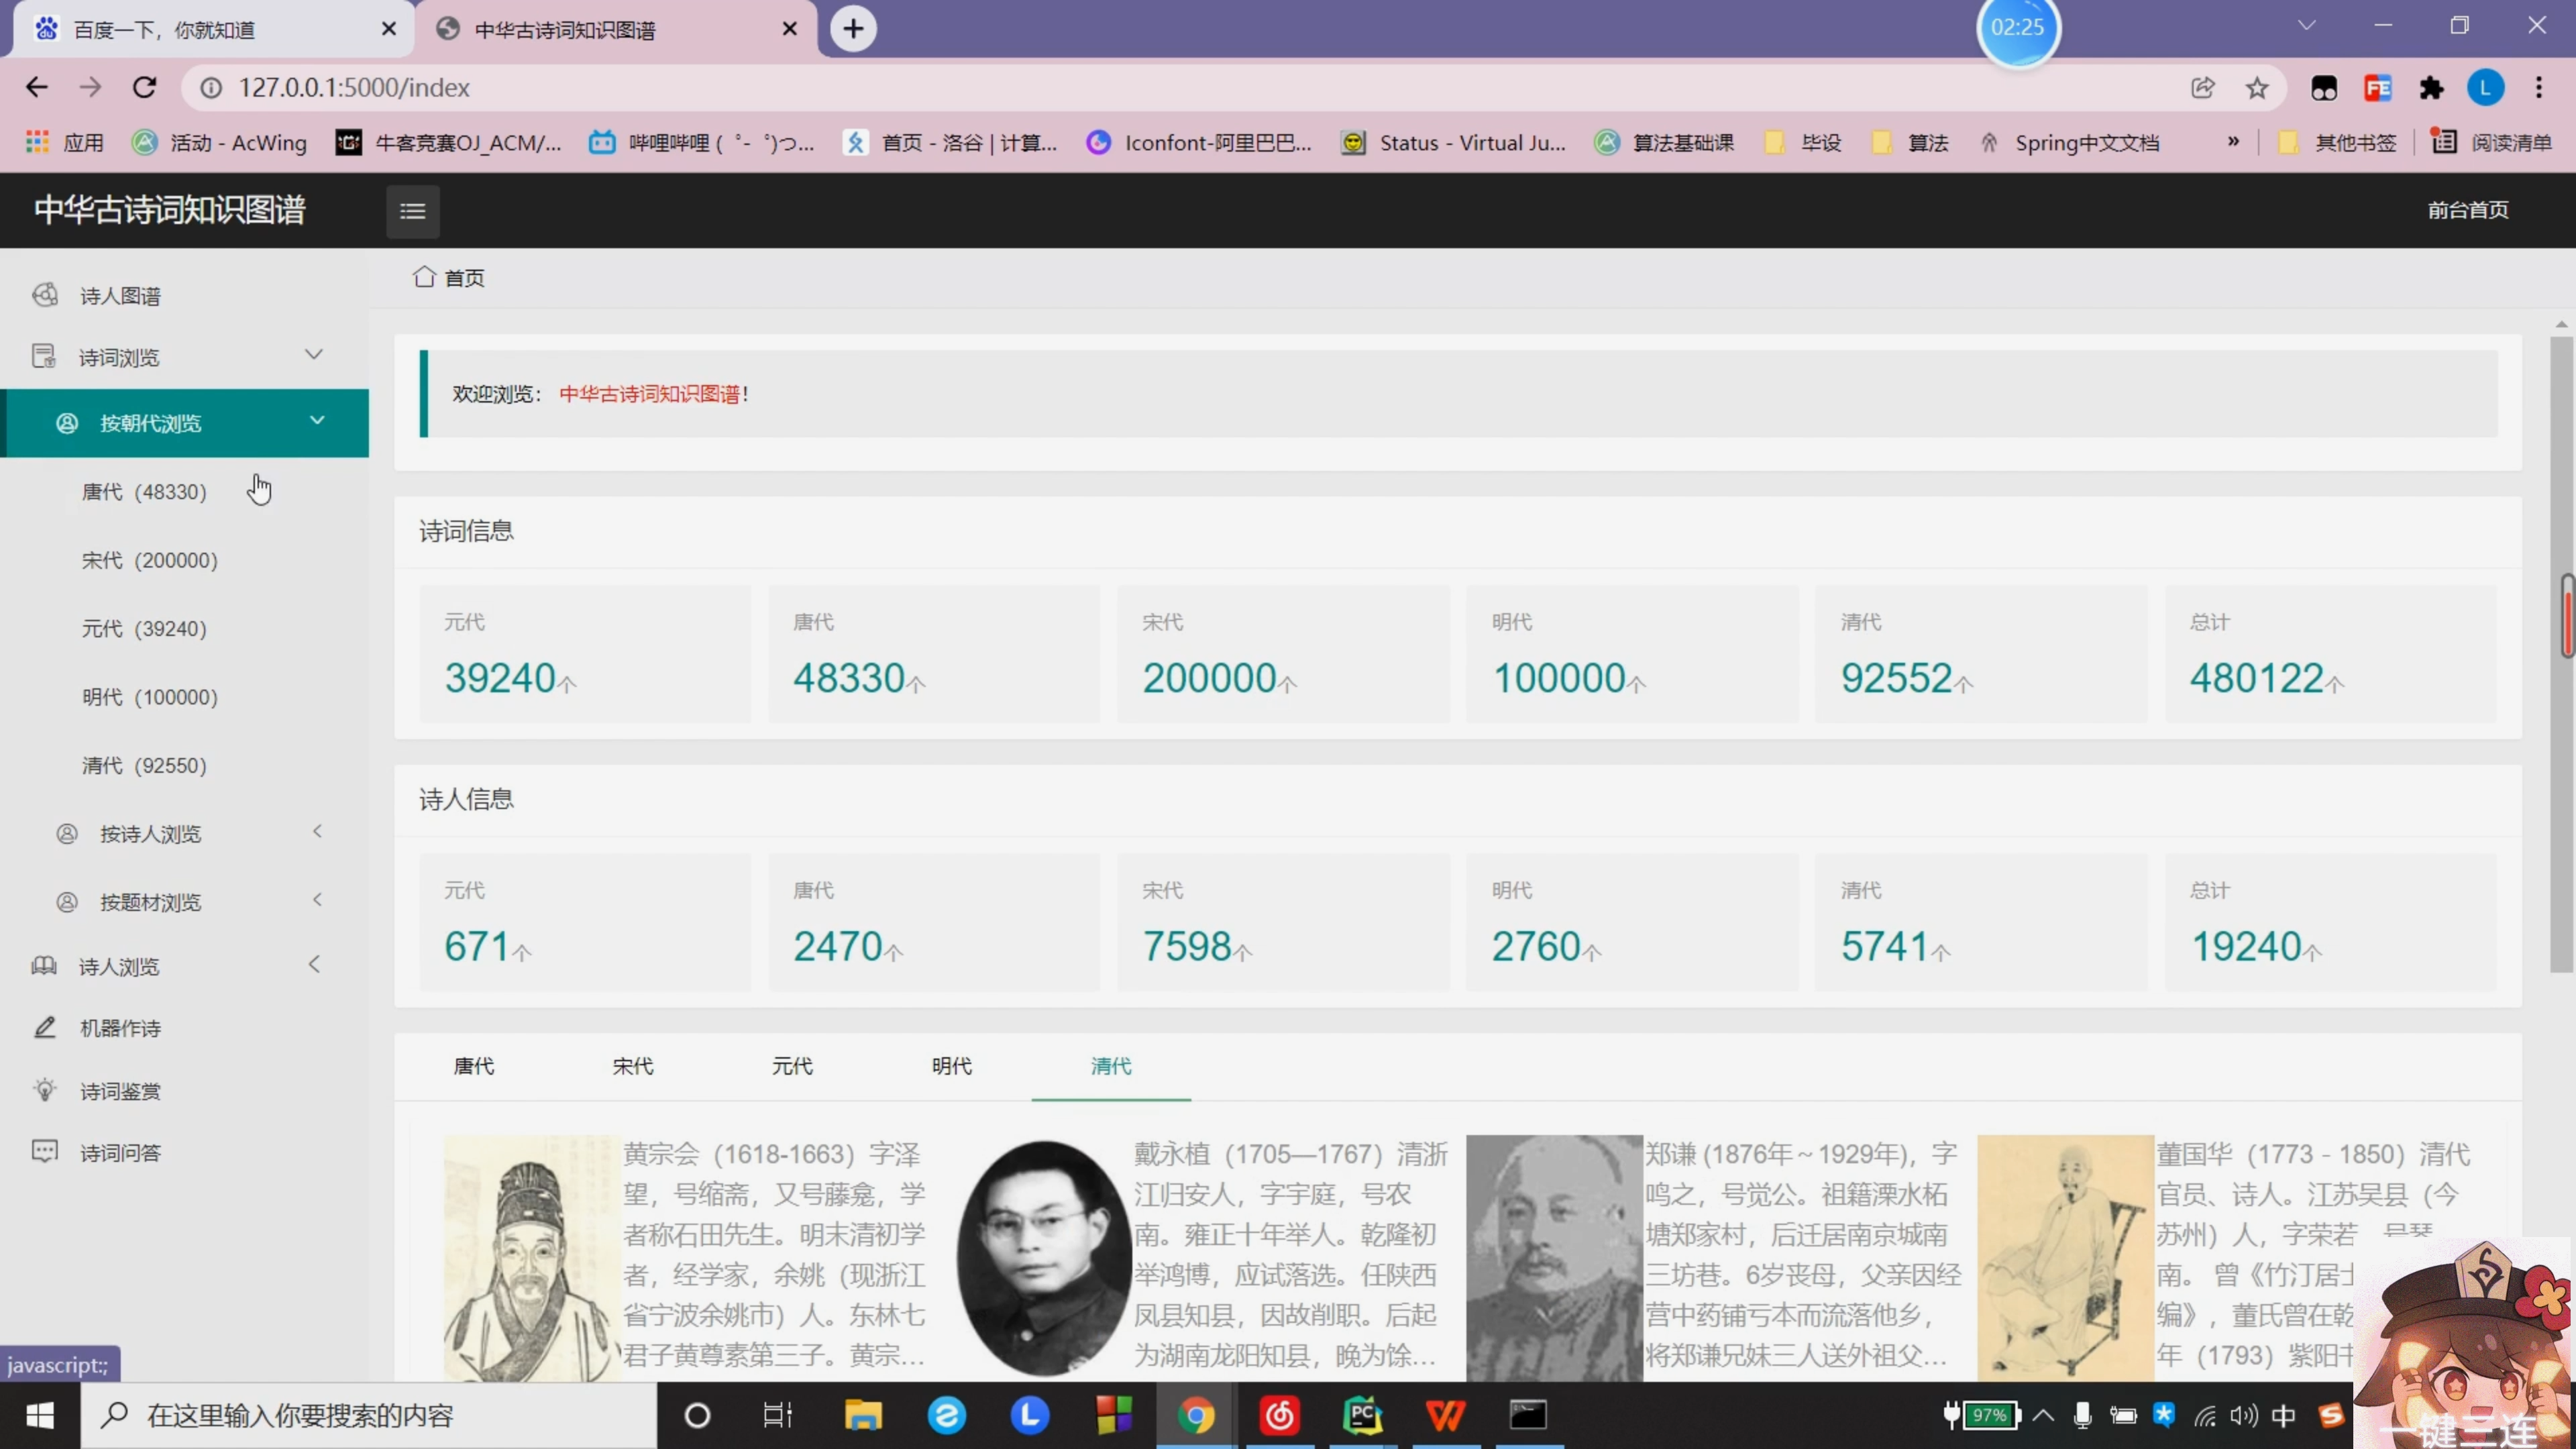 百度一下，你就知道
中华古诗词知识图谱
02:25
127.0.0.1:5000/index
应用
活动 - AcWing
牛客竞赛OJ_ACM/...
哔哩哔哩 ( ゜- ゜)つ...
首页 - 洛谷 | 计算...
Iconfont-阿里巴巴...
Status - Virtual Ju...
算法基础课
毕设
算法
Spring中文文档
»
其他书签
阅读清单
中华古诗词知识图谱
前台首页
诗人图谱
诗词浏览
按朝代浏览
唐代（48330）
宋代（200000）
元代（39240）
明代（100000）
清代（92550）
按诗人浏览
按题材浏览
诗人浏览
机器作诗
诗词鉴赏
诗词问答
首页
欢迎浏览： 中华古诗词知识图谱！
诗词信息
元代
39240个
唐代
48330个
宋代
200000个
明代
100000个
清代
92552个
总计
480122个
诗人信息
元代
671个
唐代
2470个
宋代
7598个
明代
2760个
清代
5741个
总计
19240个
唐代 宋代 元代 明代 清代
黄宗会（1618-1663）字泽
望，号缩斋，又号藤龛，学
者称石田先生。明末清初学
者，经学家，余姚（现浙江
省宁波余姚市）人。东林七
君子黄尊素第三子。黄宗...
戴永植（1705—1767）清浙
江归安人，字宇庭，号农
南。雍正十年举人。乾隆初
举鸿博，应试落选。任陕西
凤县知县，因故削职。后起
为湖南龙阳知县，晚为馀...
郑谦 (1876年～1929年)，字
鸣之，号觉公。祖籍溧水柘
塘郑家村，后迁居南京城南
三坊巷。6岁丧母，父亲因经
营中药铺亏本而流落他乡，
将郑谦兄妹三人送外祖父...
董国华（1773 - 1850）清代
官员、诗人。江苏吴县（今
苏州）人，字荣若
南。 曾《竹汀居士
编》，董氏曾在乾
年（1793）紫阳
javascript:;
在这里输入你要搜索的内容
97%
中
一键三连